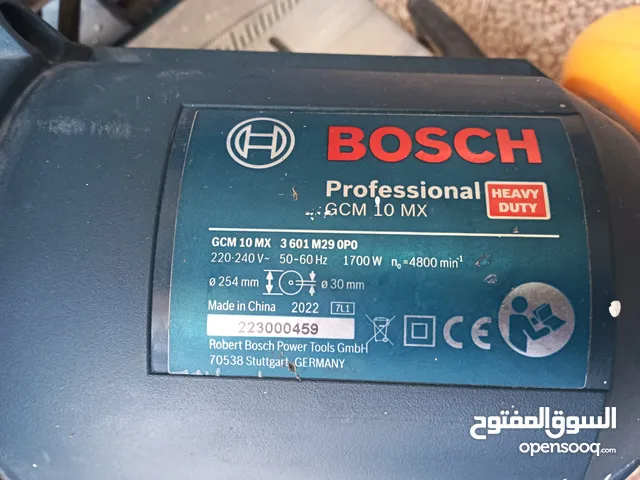 BOSCH
Professional HEAVY DUTY
GCM 10 MX
GCM 10 MX 3 601 M29 0P0
220-240 V~ 50-60 Hz 1700 W n₀=4800 min⁻¹
ø 254 mm ø 30 mm
Made in China 2022 7L1
223000459
Robert Bosch Power Tools GmbH
70538 Stuttgart, GERMANY
CE
السوق المفتوح
opensooq.com